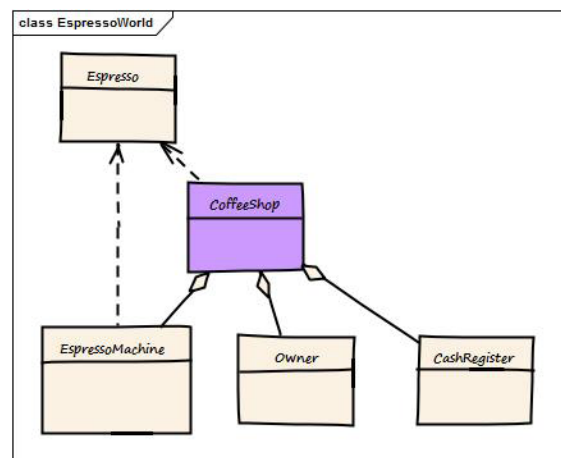 class EspressoWorld
Espresso
CoffeeShop
EspressoMachine
Owner
CashRegister